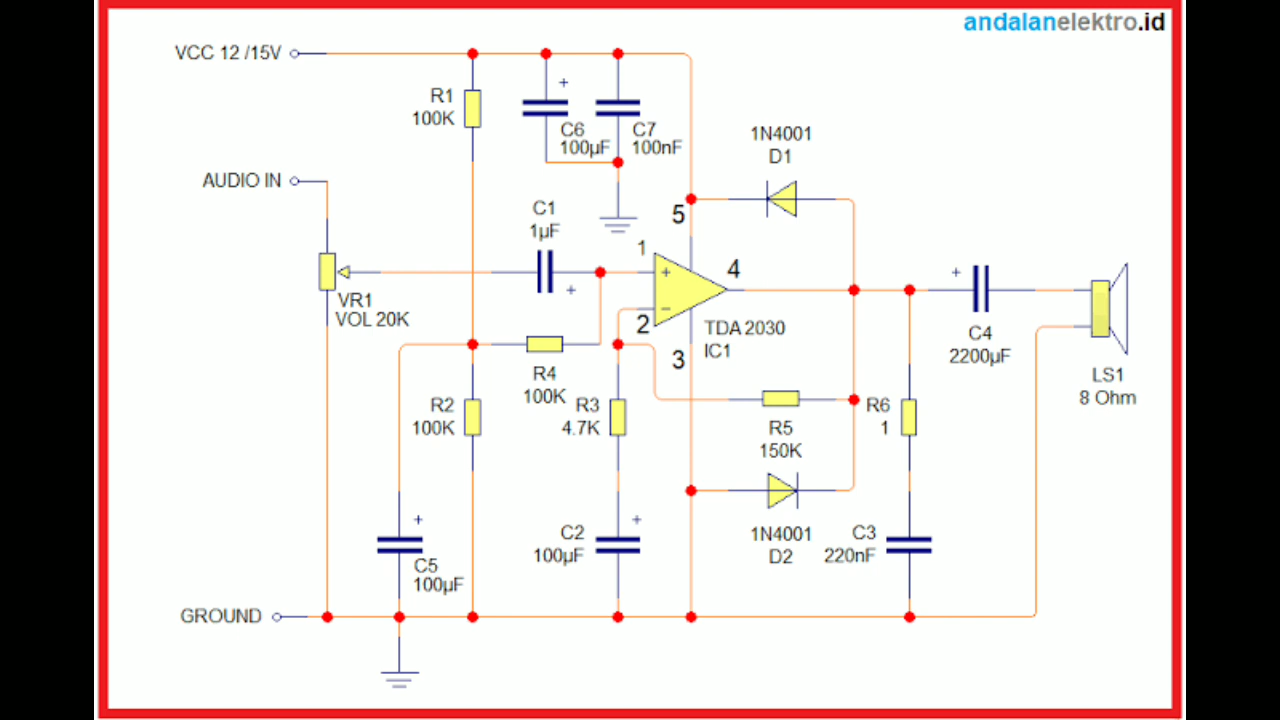 andalanelektro.id
VCC 12 /15V
R1
100K
C6
100µF
C7
100nF
1N4001
D1
AUDIO IN
C1
1µF
+
+
5
1
4
+
+
−
2
VR1
VOL 20K
TDA 2030
IC1
3
C4
2200µF
LS1
8 Ohm
R4
100K
R2
100K
R3
4.7K
R5
150K
R6
1
+
+
C5
100µF
C2
100µF
1N4001
D2
C3
220nF
GROUND